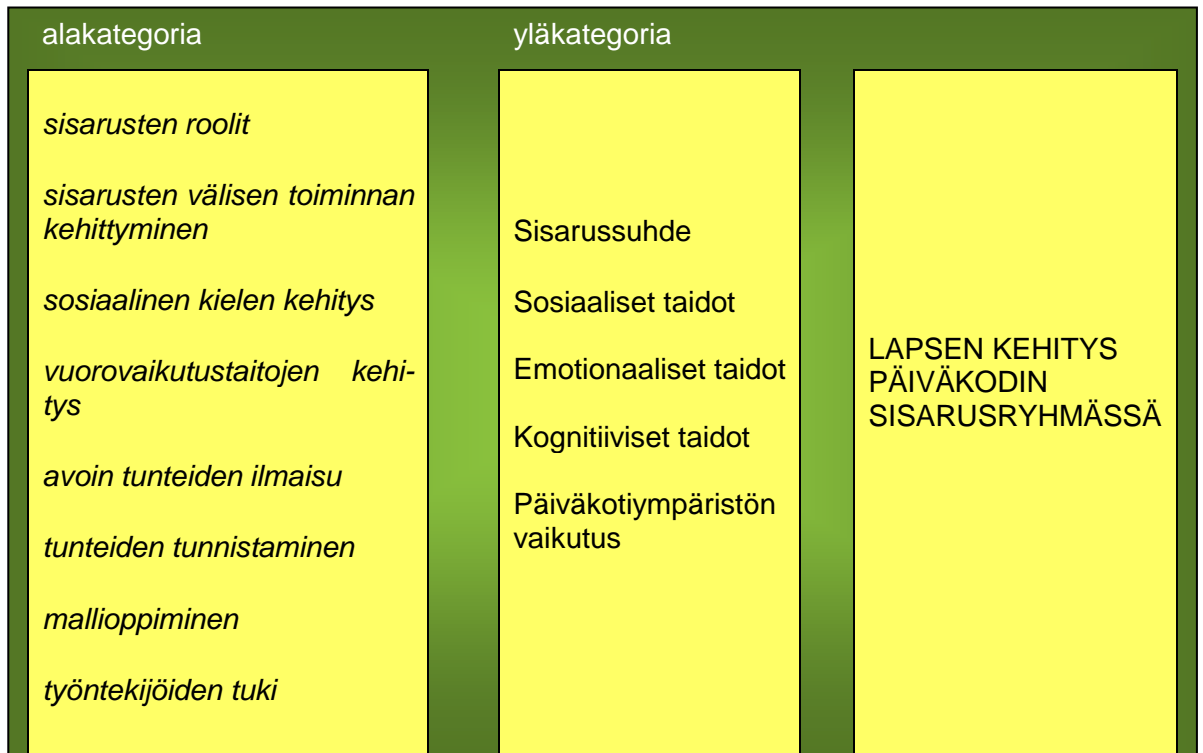 alakategoria
sisarusten roolit
sisarusten välisen toiminnan
kehittyminen
sosiaalinen kielen kehitys
vuorovaikutustaitojen kehi-
tys
avoin tunteiden ilmaisu
tunteiden tunnistaminen
mallioppiminen
työntekijöiden tuki
yläkategoria
Sisarussuhde
Sosiaaliset taidot
Emotionaaliset taidot
Kognitiiviset taidot
Päiväkotiympäristön
vaikutus
LAPSEN KEHITYS
PÄIVÄKODIN
SISARUSRYHMÄSSÄ